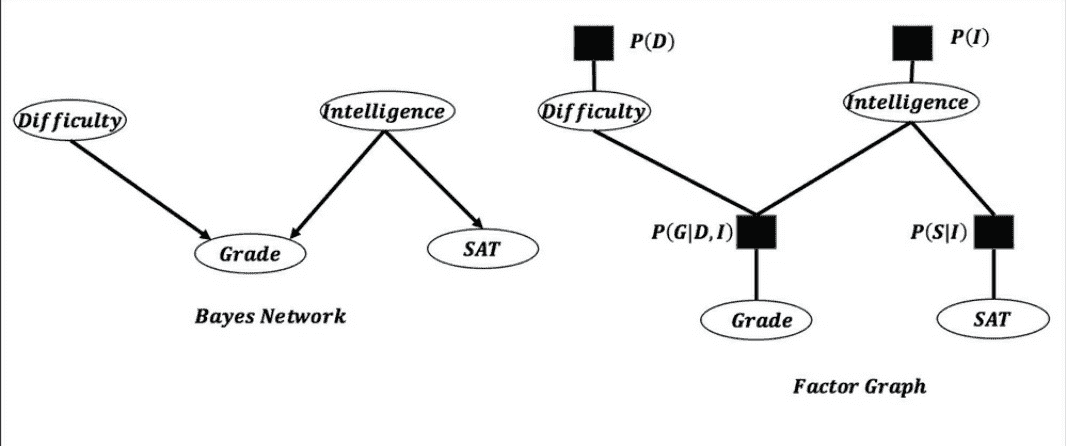 Difficulty
Intelligence
Grade
SAT
Bayes Network
P(D)
P(I)
Difficulty
Intelligence
P(G|D, I)
P(S|I)
Grade
SAT
Factor Graph